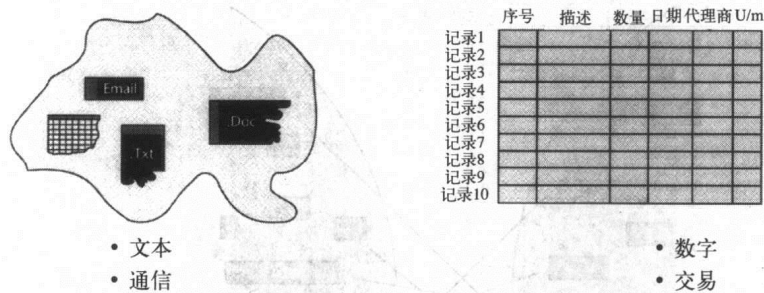 序号 描述 数量 日期 代理商 U/m
记录1
记录2
记录3
记录4
记录5
记录6
记录7
记录8
记录9
记录10
Email
.Txt
.Doc
• 文本
• 通信
• 数字
• 交易